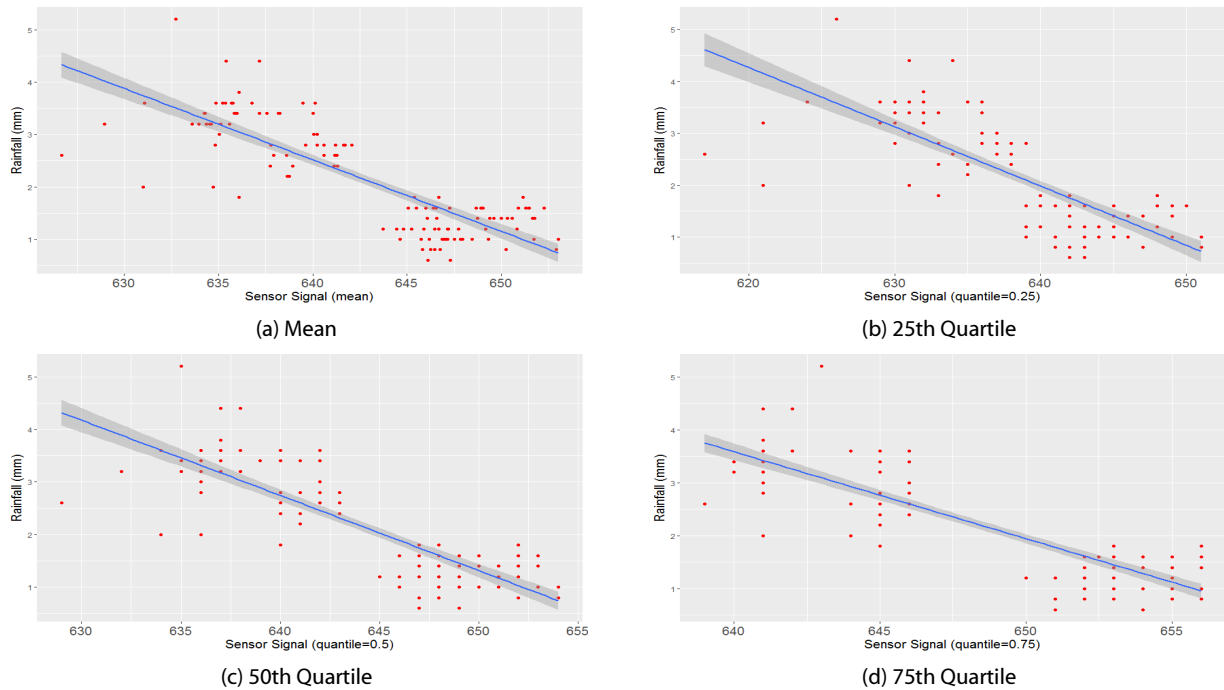 Rainfall (mm)
5
4
3
2
1
630 635 640 645 650
Sensor Signal (mean)
(a) Mean
Rainfall (mm)
5
4
3
2
1
620 630 640 650
Sensor Signal (quantile=0.25)
(b) 25th Quartile
Rainfall (mm)
5
4
3
2
1
630 635 640 645 650 655
Sensor Signal (quantile=0.5)
(c) 50th Quartile
Rainfall (mm)
5
4
3
2
1
640 645 650 655
Sensor Signal (quantile=0.75)
(d) 75th Quartile